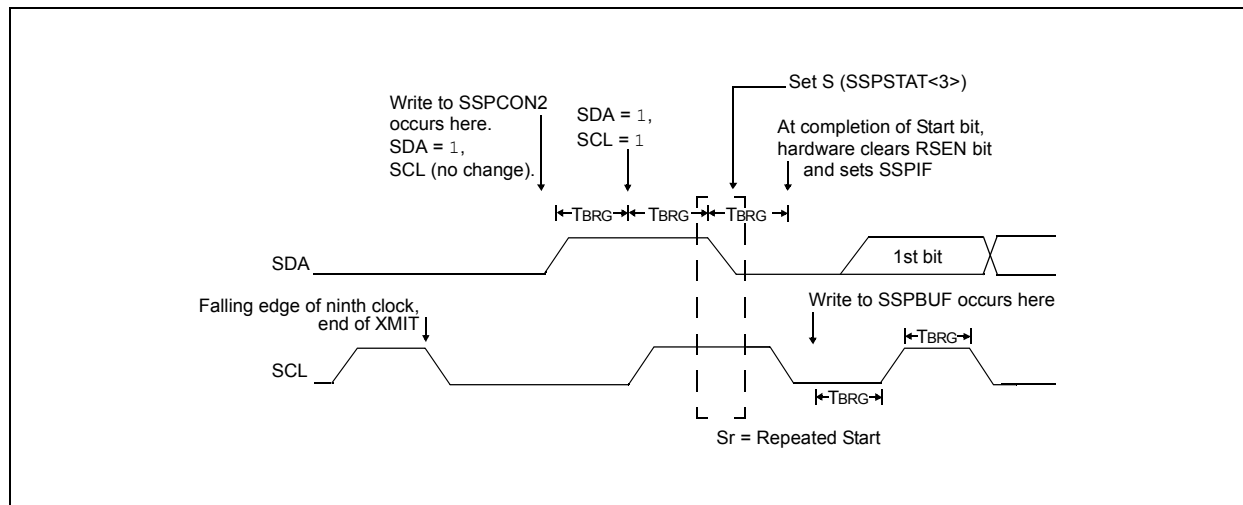 Set S (SSPSTAT<3>)
Write to SSPCON2
occurs here.
SDA = 1,
SCL (no change).
SDA = 1,
SCL = 1
At completion of Start bit,
hardware clears RSEN bit
and sets SSPIF
TBRG
TBRG
TBRG
SDA
1st bit
Falling edge of ninth clock,
end of XMIT
Write to SSPBUF occurs here
TBRG
SCL
TBRG
Sr = Repeated Start